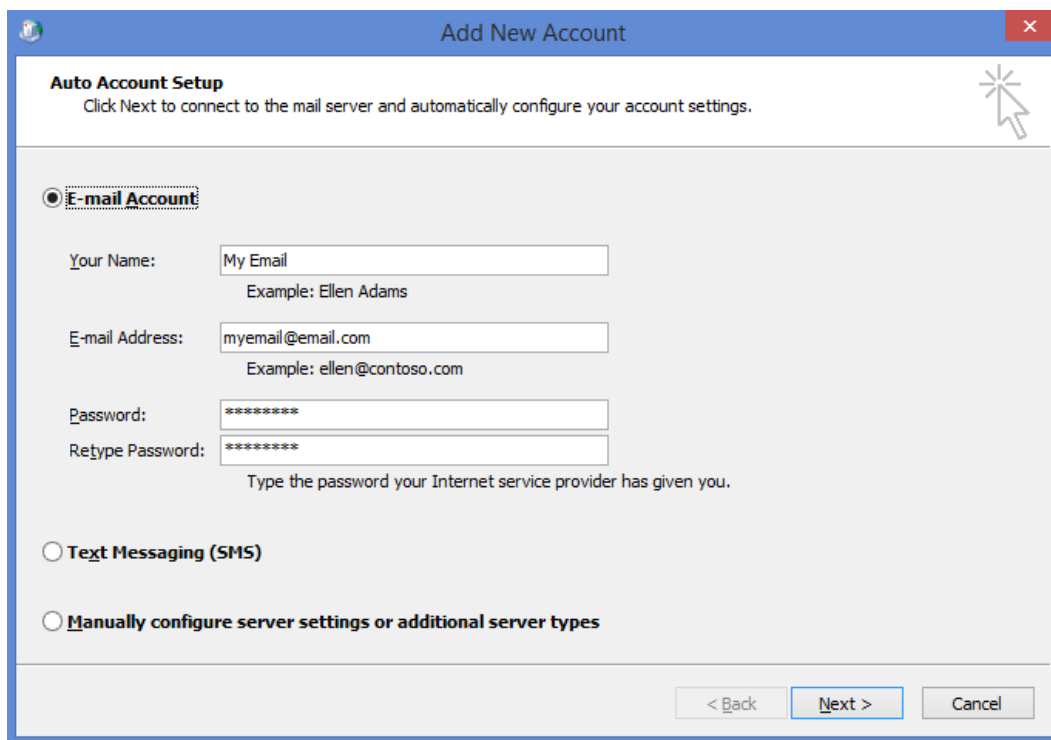 Add New Account
Auto Account Setup
Click Next to connect to the mail server and automatically configure your account settings.
E-mail Account
Your Name: My Email
Example: Ellen Adams
E-mail Address: myemail@email.com
Example: ellen@contoso.com
Password: ********
Retype Password: ********
Type the password your Internet service provider has given you.
Text Messaging (SMS)
Manually configure server settings or additional server types
< Back Next > Cancel